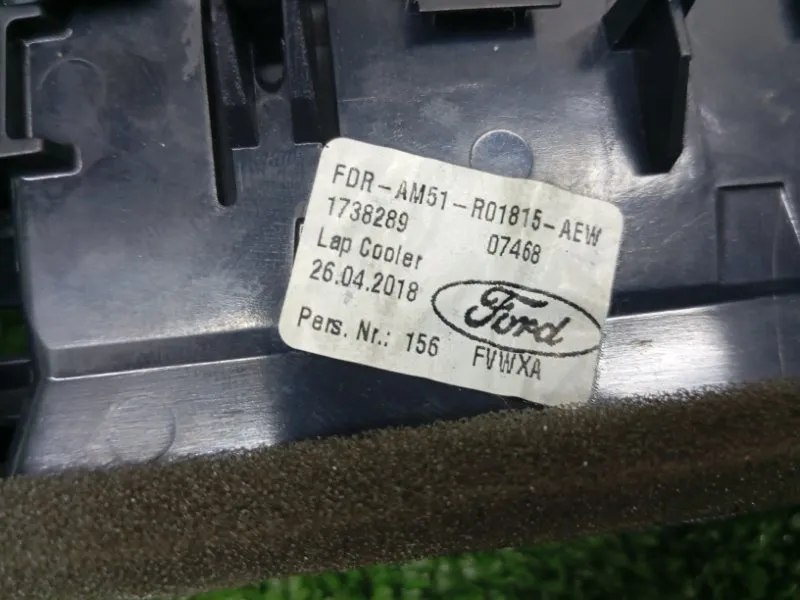 FDR-AM51-R01815-AEW
1738289 07468
Lap Cooler
26.04.2018 Ford
Pers. Nr.: 156 FVWXA